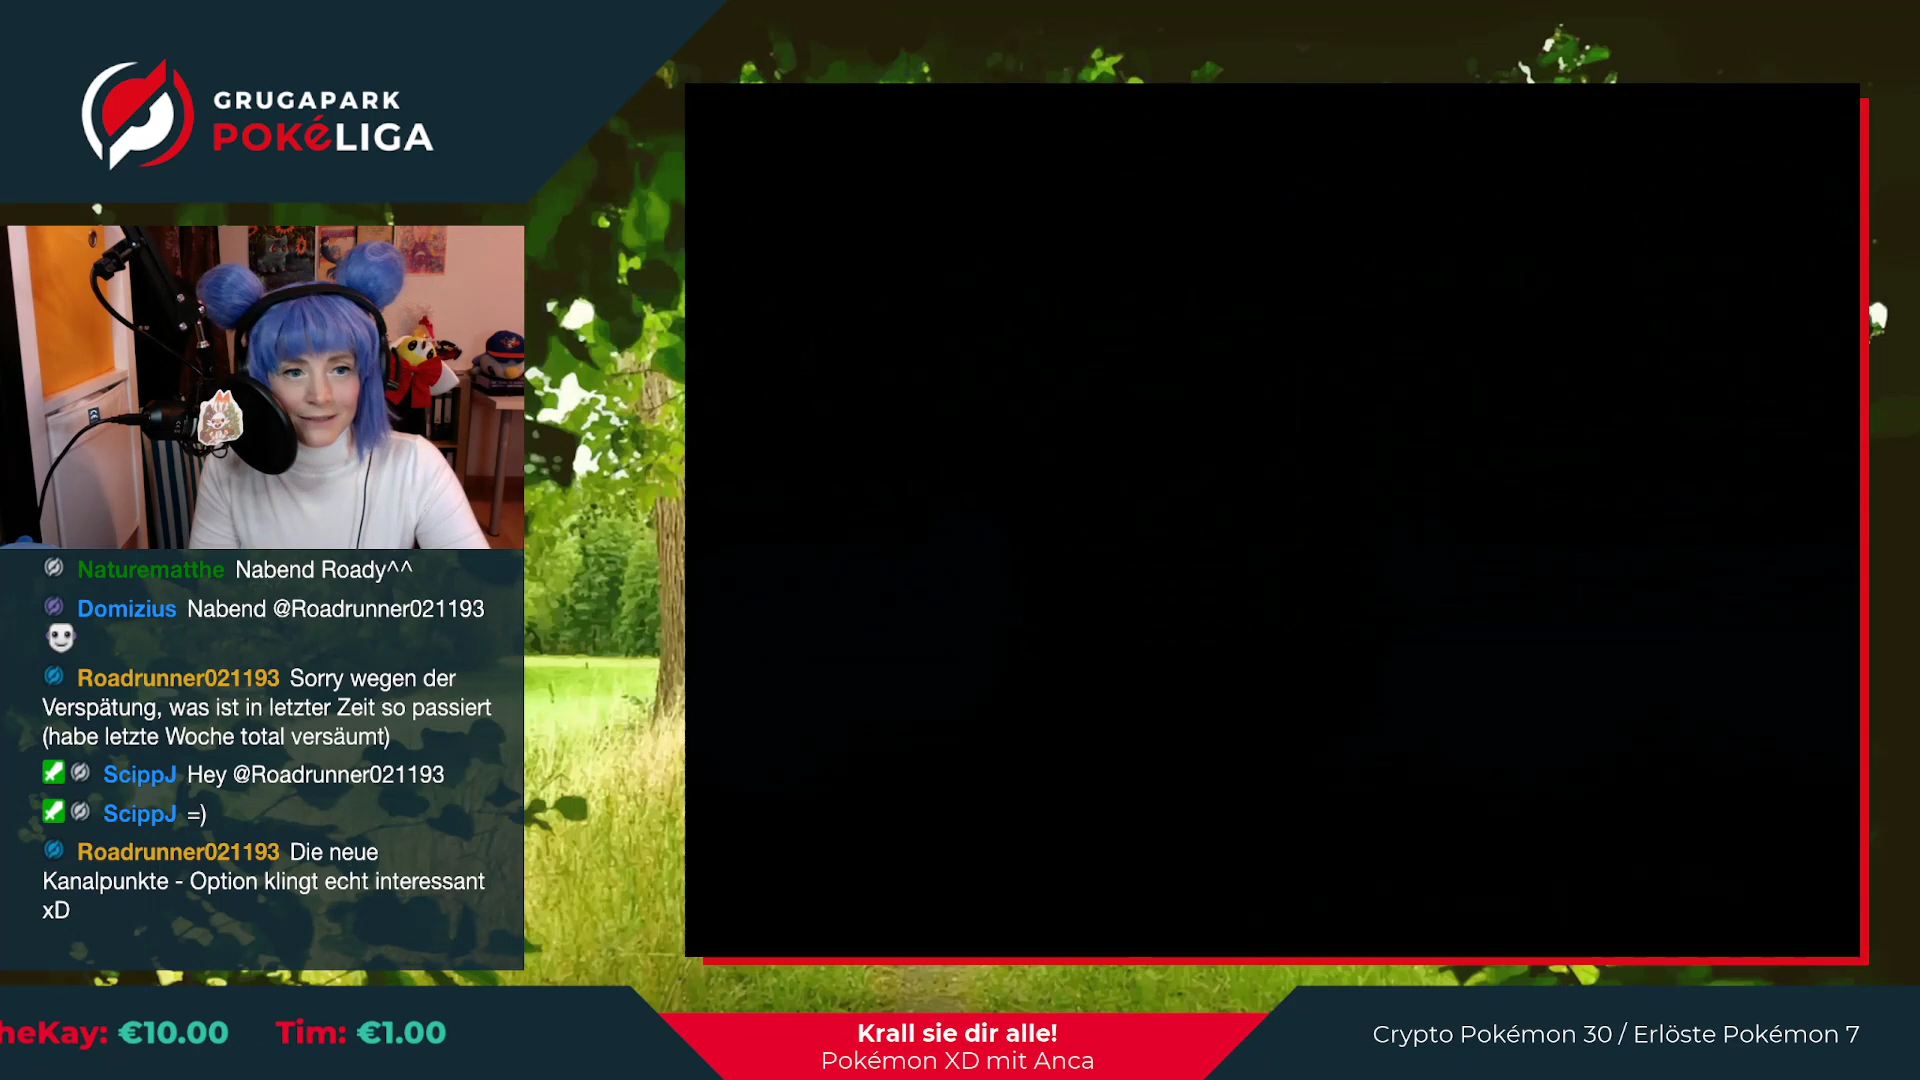 GRUGAPARK
POKéLIGA
Naturematthe Nabend Roady^^
Domizius Nabend @Roadrunner021193
Roadrunner021193 Sorry wegen der
Verspätung, was ist in letzter Zeit so passiert
(habe letzte Woche total versäumt)
ScippJ Hey @Roadrunner021193
ScippJ =)
Roadrunner021193 Die neue
Kanalpunkte - Option klingt echt interessant
xD
heKay: €10.00 Tim: €1.00
Krall sie dir alle!
Pokémon XD mit Anca
Crypto Pokémon 30 / Erlöste Pokémon 7